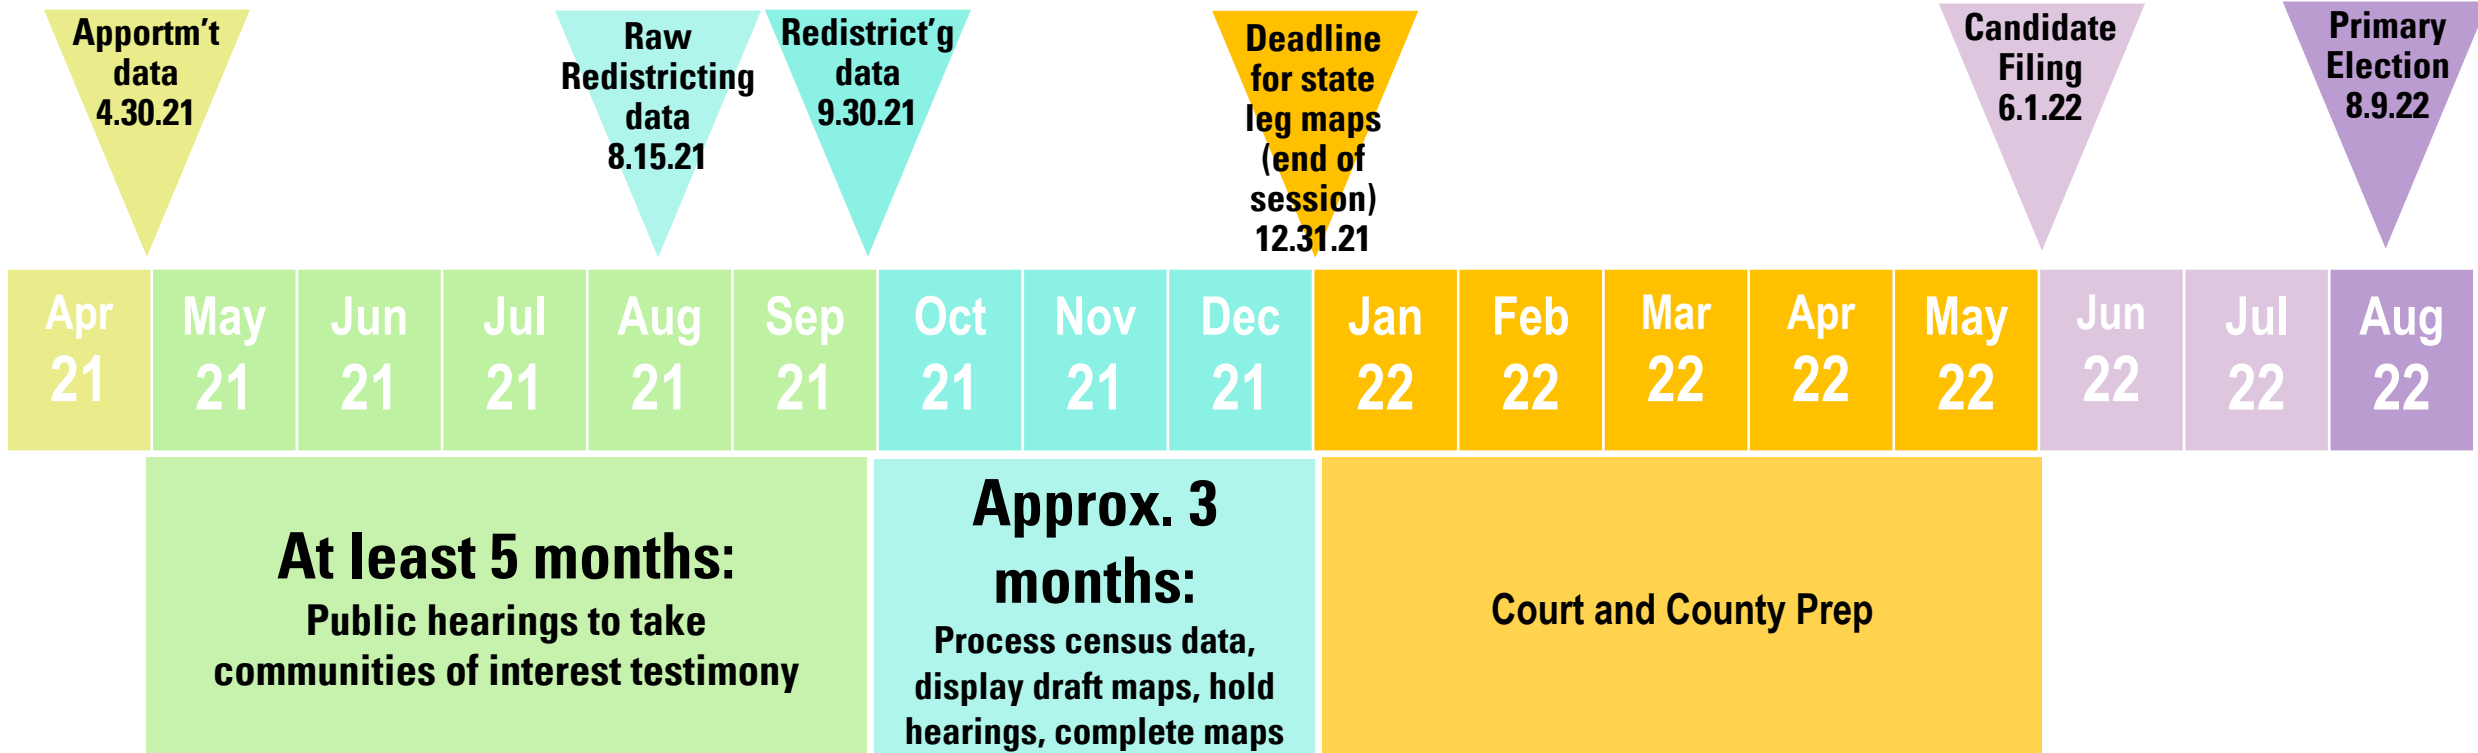 Apportm't
data
4.30.21
Raw
Redistricting
data
8.15.21
Redistrict’g
data
9.30.21
Deadline
for state
leg maps
(end of
session)
12.31.21
Candidate
Filing
6.1.22
Primary
Election
8.9.22
Apr
21
May
21
Jun
21
Jul
21
Aug
21
Sep
21
Oct
21
Nov
21
Dec
21
Jan
22
Feb
22
Mar
22
Apr
22
May
22
Jun
22
Jul
22
Aug
22
At least 5 months:
Public hearings to take
communities of interest testimony
Approx. 3
months:
Process census data,
display draft maps, hold
hearings, complete maps
Court and County Prep